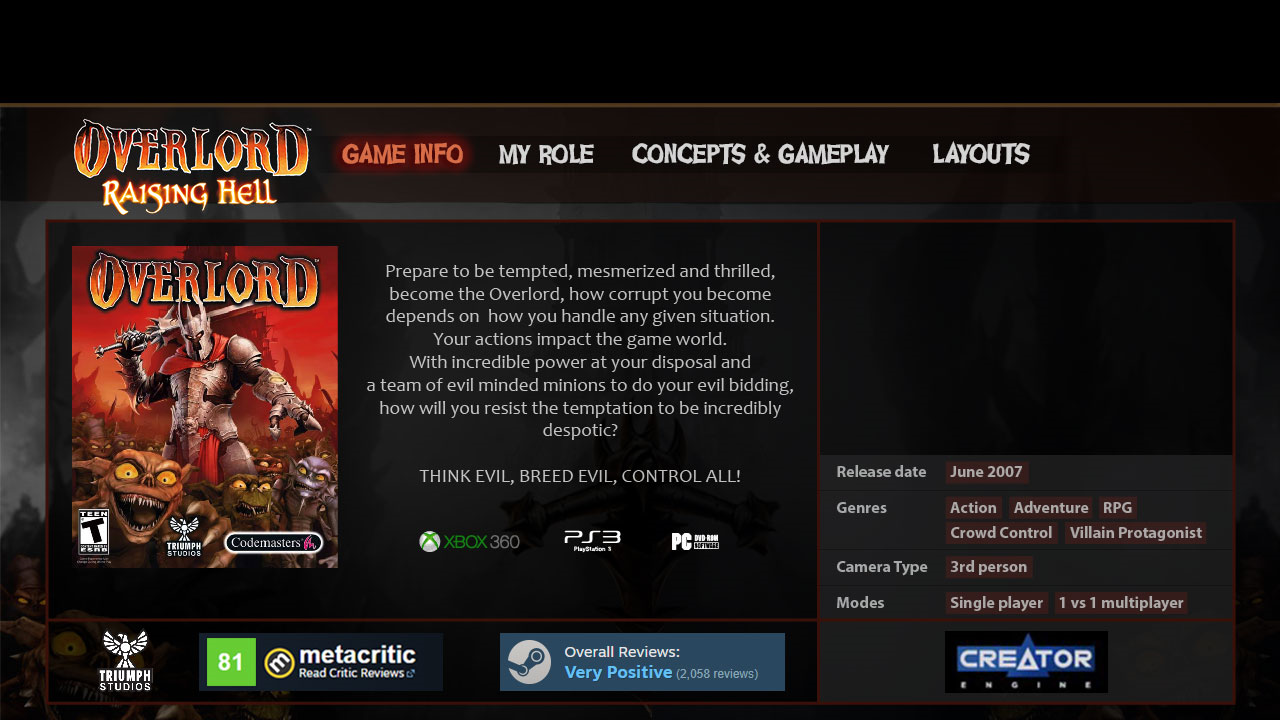 OVERLORD™
RAISING HELL
GAME INFO
MY ROLE
CONCEPTS & GAMEPLAY
LAYOUTS
OVERLORD™
TEEN
T
ESRB
TRIUMPH
STUDIOS
Codemasters
Prepare to be tempted, mesmerized and thrilled,
become the Overlord, how corrupt you become
depends on how you handle any given situation.
Your actions impact the game world.
With incredible power at your disposal and
a team of evil minded minions to do your evil bidding,
how will you resist the temptation to be incredibly
despotic?
THINK EVIL, BREED EVIL, CONTROL ALL!
XBOX 360
PS3
PlayStation 3
PC DVD-ROM
SOFTWARE
Release date June 2007
Genres Action Adventure RPG
Crowd Control Villain Protagonist
Camera Type 3rd person
Modes Single player 1 vs 1 multiplayer
TRIUMPH
STUDIOS
81
metacritic
Read Critic Reviews
Overall Reviews:
Very Positive (2,058 reviews)
CREATOR
ENGINE